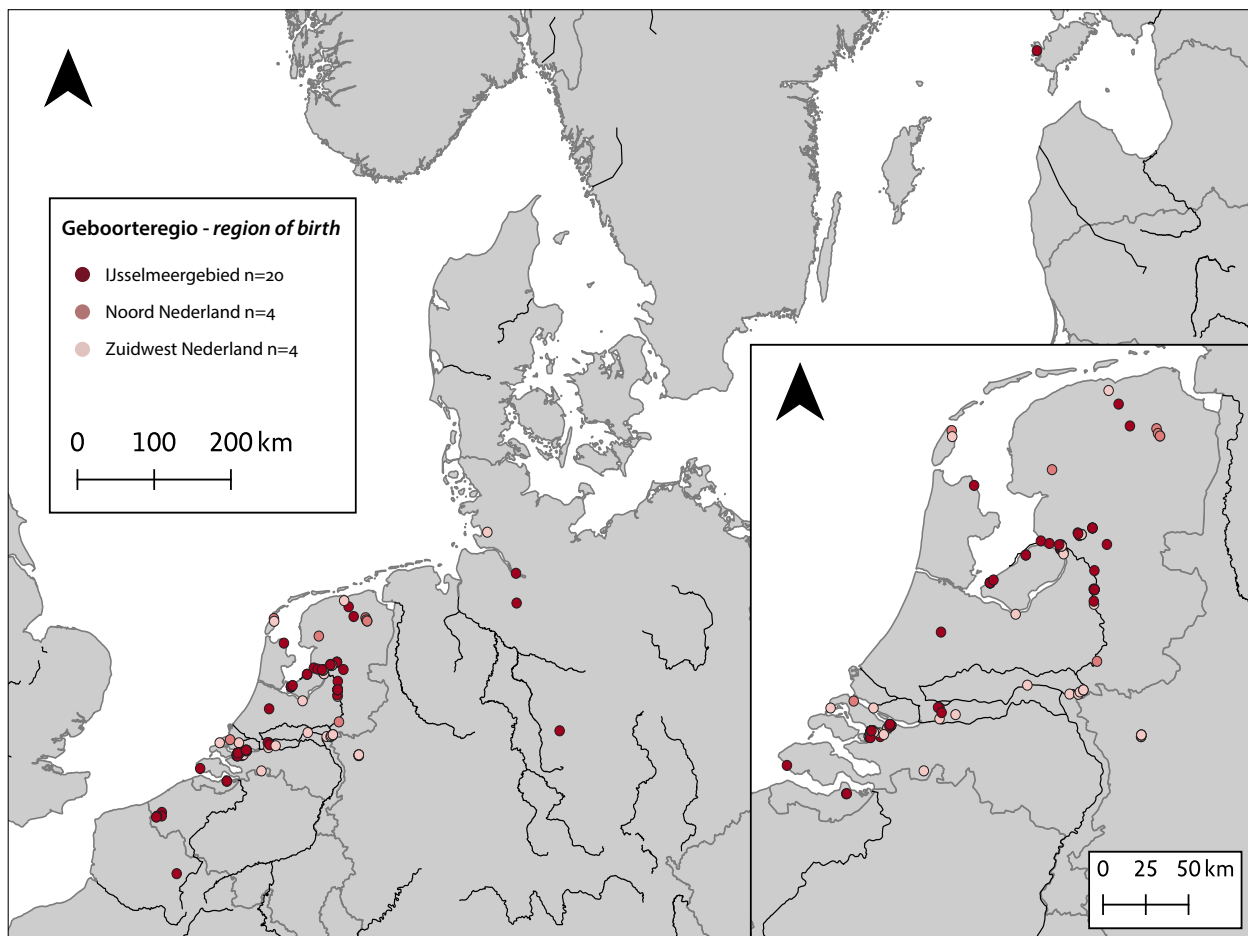 Geboorteregio - region of birth
IJsselmeergebied n=20
Noord Nederland n=4
Zuidwest Nederland n=4
0 100 200 km
0 25 50 km